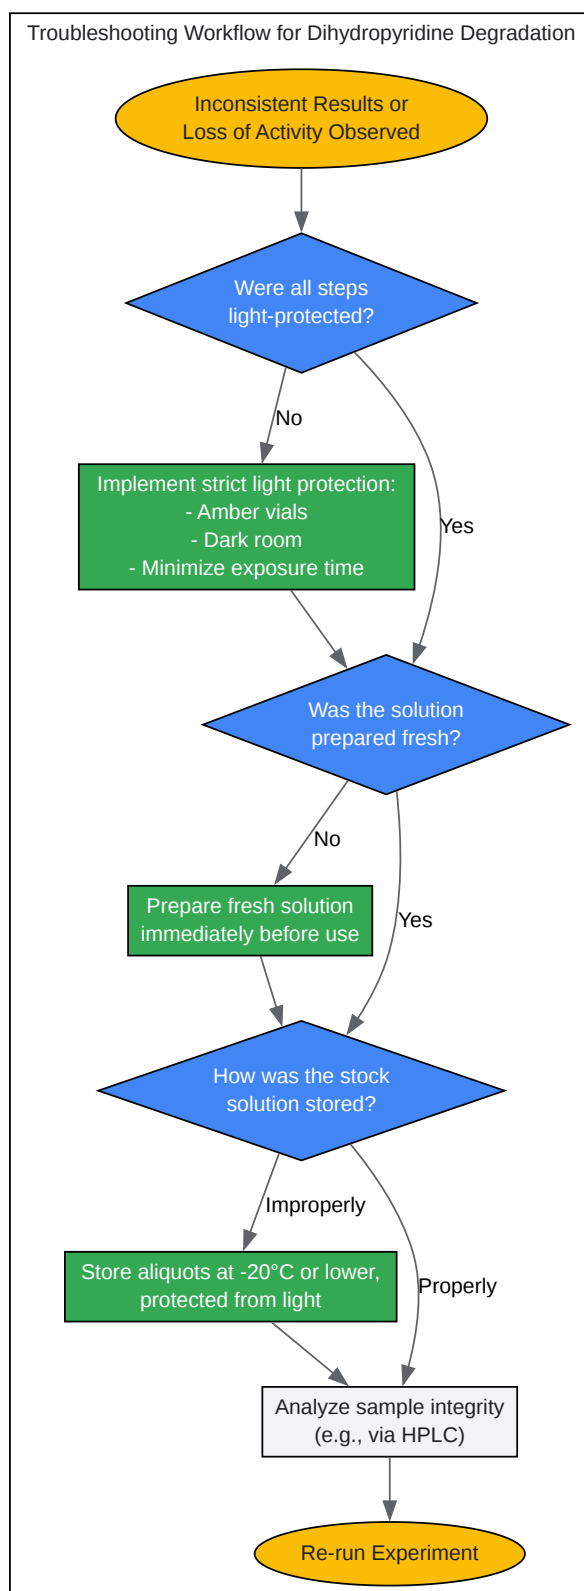 Troubleshooting Workflow for Dihydropyridine Degradation
Inconsistent Results or
Loss of Activity Observed
Were all steps
light-protected?
No
Implement strict light protection:
- Amber vials
- Dark room
- Minimize exposure time
Yes
Was the solution
prepared fresh?
No
Prepare fresh solution
immediately before use
Yes
How was the stock
solution stored?
Improperly
Store aliquots at -20°C or lower,
protected from light
Properly
Analyze sample integrity
(e.g., via HPLC)
Re-run Experiment